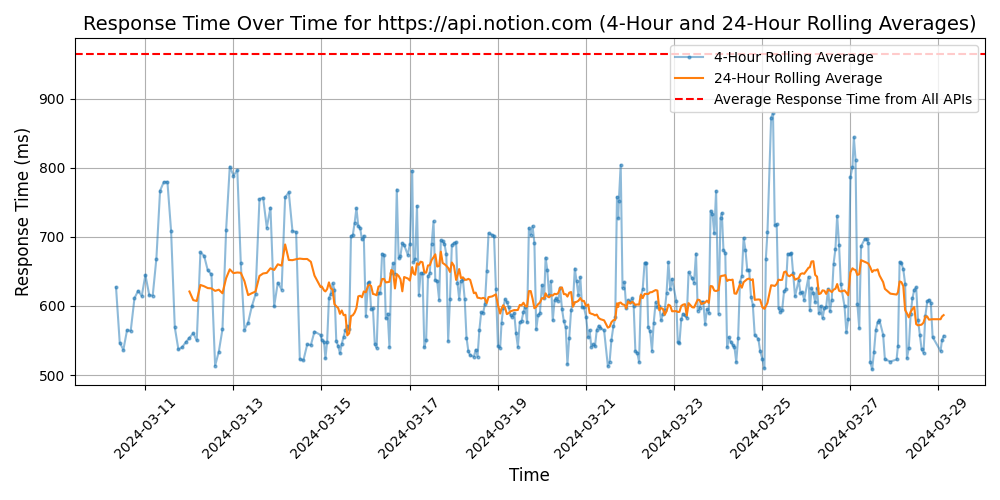 Response Time Over Time for https://api.notion.com (4-Hour and 24-Hour Rolling Averages)
4-Hour Rolling Average
24-Hour Rolling Average
Average Response Time from All APIs
Response Time (ms)
900
800
700
600
500
2024-03-11
2024-03-13
2024-03-15
2024-03-17
2024-03-19
2024-03-21
2024-03-23
2024-03-25
2024-03-27
2024-03-29
Time